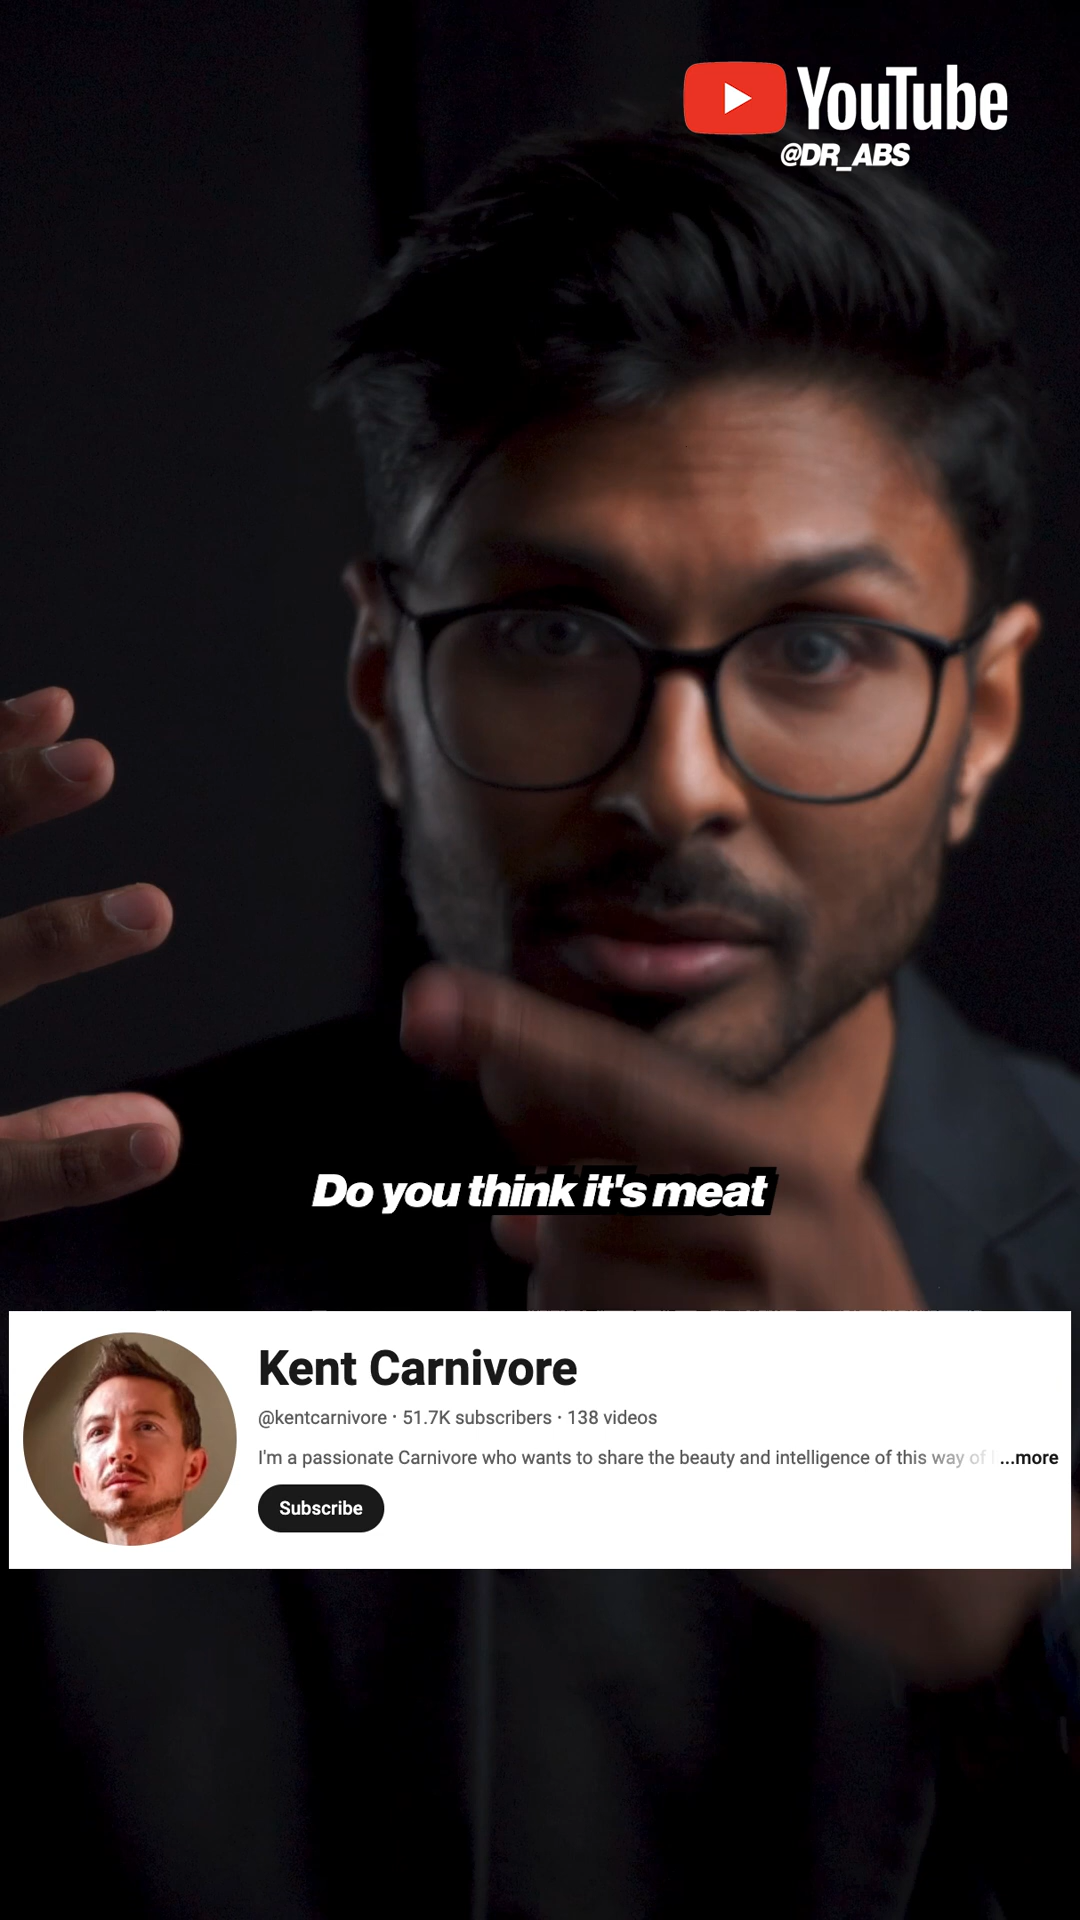 YouTube
@DR_ABS
Do you think it's meat
Kent Carnivore
@kentcarnivore · 51.7K subscribers · 138 videos
I'm a passionate Carnivore who wants to share the beauty and intelligence of this way of ...more
Subscribe